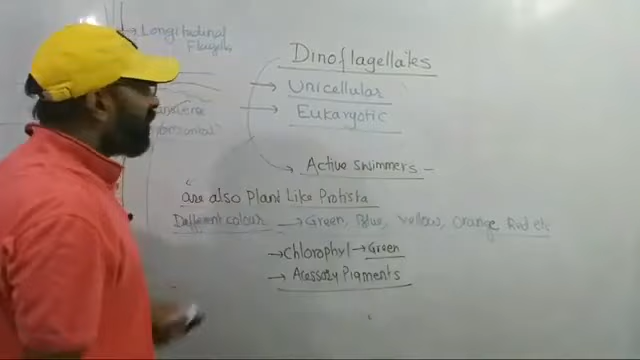 Longitudinal
Flagella
Dinoflagellates
→ Unicellular
→ Eukaryotic
Active swimmers -
are also Plant Like Protista
Different colour → Green, Blue, Yellow, Orange Red etc
→ Chlorophyl → Green
→ Acessory Pigments